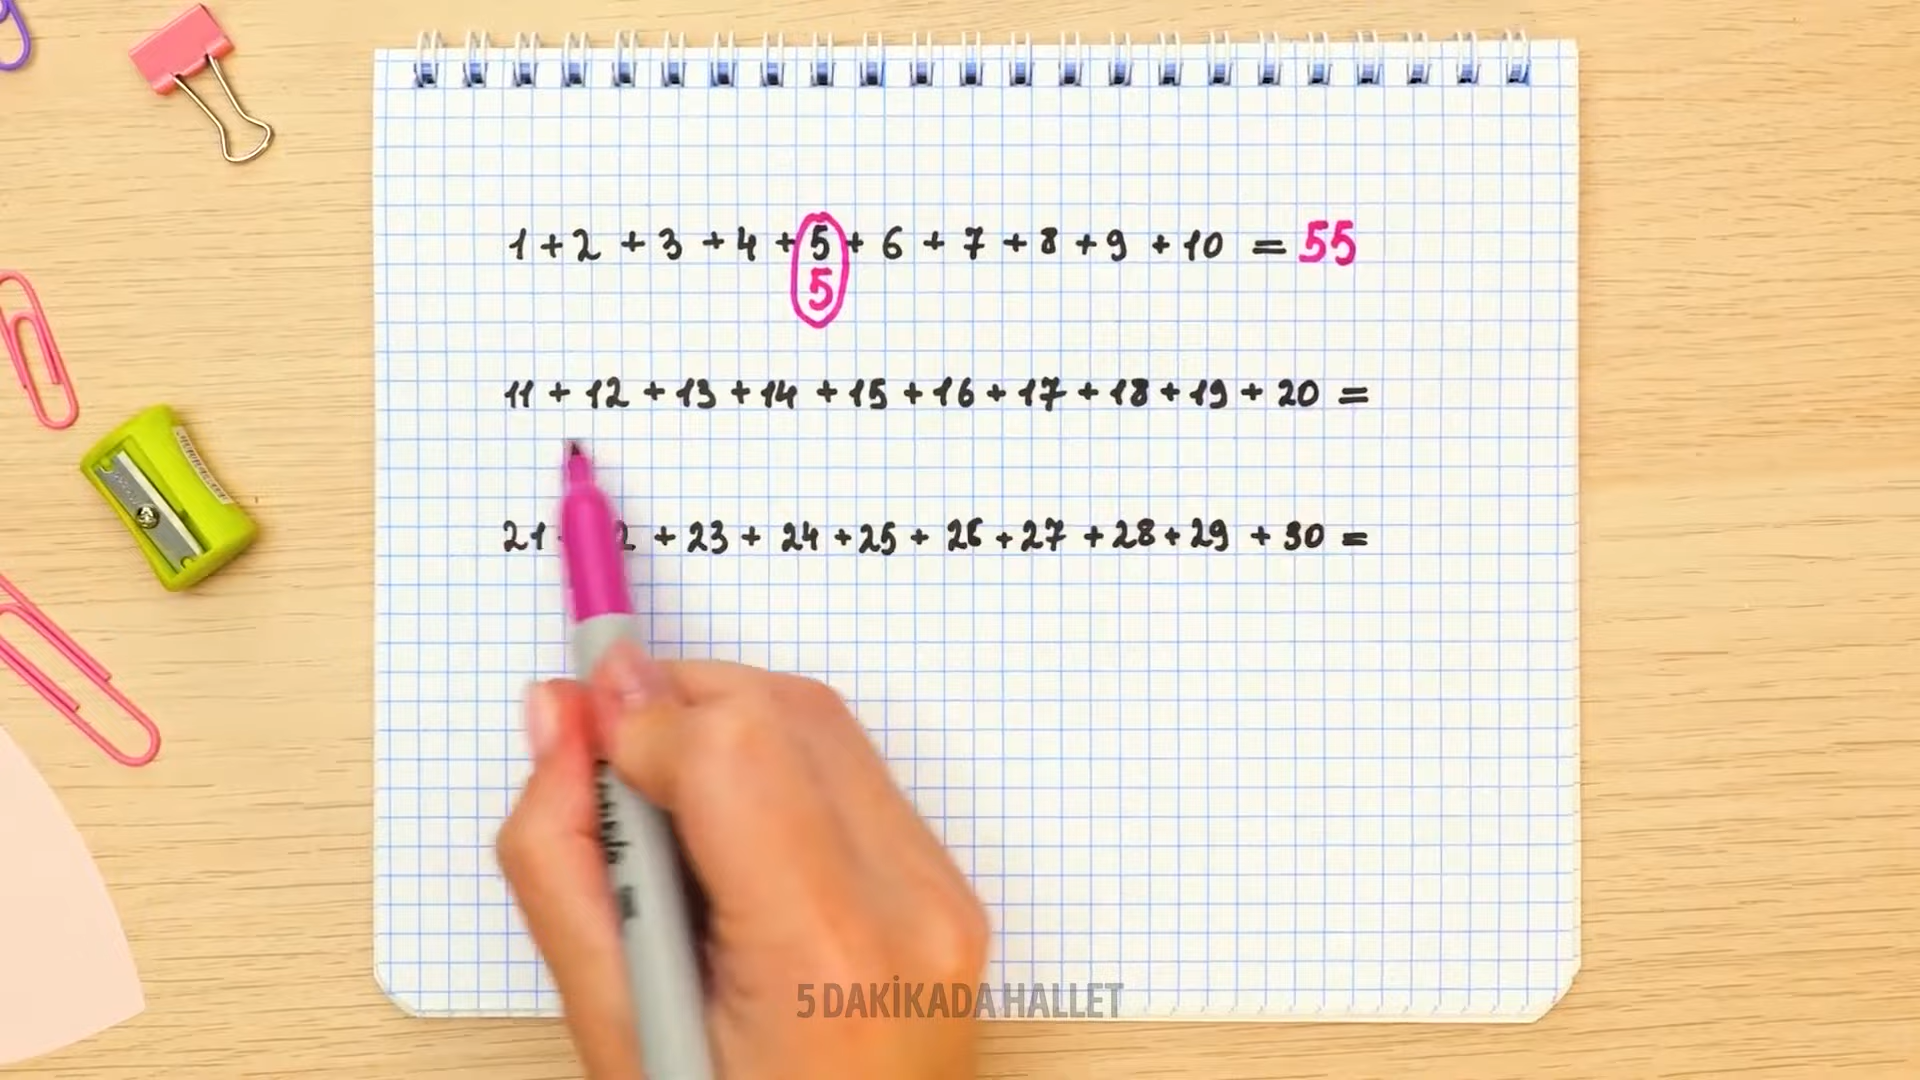 1 + 2 + 3 + 4 + 5 + 6 + 7 + 8 + 9 + 10 = 55
5
11 + 12 + 13 + 14 + 15 + 16 + 17 + 18 + 19 + 20 =
21 2 + 23 + 24 + 25 + 26 + 27 + 28 + 29 + 30 =
5 DAKİKADA HALLET